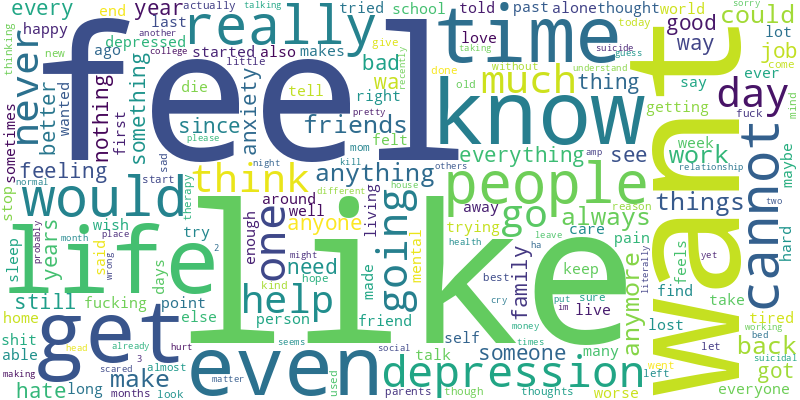 every
happy
year
actually
talking
really
last
tried
school
told
past
alone
thought
world
end
depressed
started
also
makes
love
time
good
could
today
way
lot
job
thinking
never
ago
another
college
little
give
taking
suicide
guess
come
feel
bad
wa
much
thing
without
done
say
ever
mind
nothing
better
wanted
first
something
since
anxiety
die
tell
right
know
old
getting
day
fuck
sometimes
feeling
please
friends
felt
mom
pretty
recently
understand
everything
see
week
work
relationship
maybe
sad
night
kill
amp
others
think
anything
want
cannot
stop
normal
would
start
therapy
different
house
people
reason
things
two
hard
probably
month
place
wish
around
well
anyone
living
going
away
trying
go
always
care
pain
life
years
said
wrong
try
one
enough
might
hope
kind
need
made
mental
like
family
health
leave
ha
keep
feels
find
yet
sleep
days
2
still
fucking
point
else
help
person
friend
best
sure
live
anymore
literally
lost
take
tired
home
get
self
cry
put
im
money
let
bed
working
shit
able
head
already
3
hurt
even
seems
social
times
someone
many
back
suicidal
making
scared
almost
talk
depression
left
went
got
hate
long
make
months
look
matter
used
parents
though
thoughts
worse
everyone
sorry